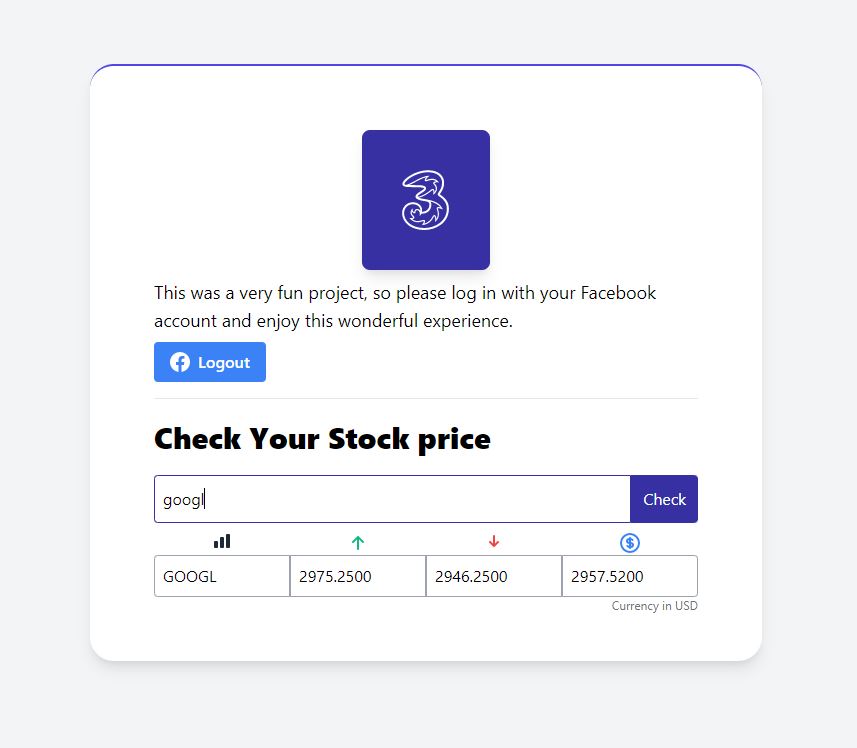 3
This was a very fun project, so please log in with your Facebook
account and enjoy this wonderful experience.
Logout
Check Your Stock price
googl Check
$
GOOGL 2975.2500 2946.2500 2957.5200
Currency in USD